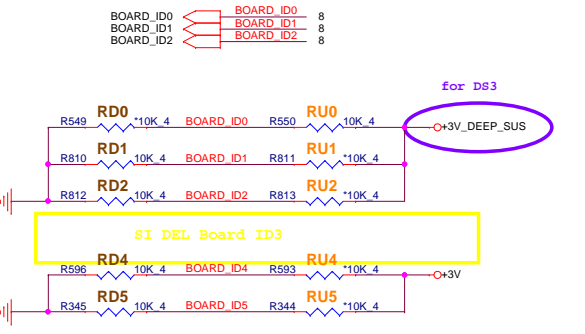 BOARD_ID0 BOARD_ID0 8
BOARD_ID1 BOARD_ID1 8
BOARD_ID2 BOARD_ID2 8
for DS3
RD0 RU0
R549 *10K_4 BOARD_ID0 R550 10K_4 +3V_DEEP_SUS
RD1 RU1
R810 10K_4 BOARD_ID1 R811 *10K_4
RD2 RU2
R812 10K_4 BOARD_ID2 R813 *10K_4
SI DEL Board ID3
RD4 RU4
R596 10K_4 BOARD_ID4 R593 *10K_4 +3V
RD5 RU5
R345 10K_4 BOARD_ID5 R344 *10K_4